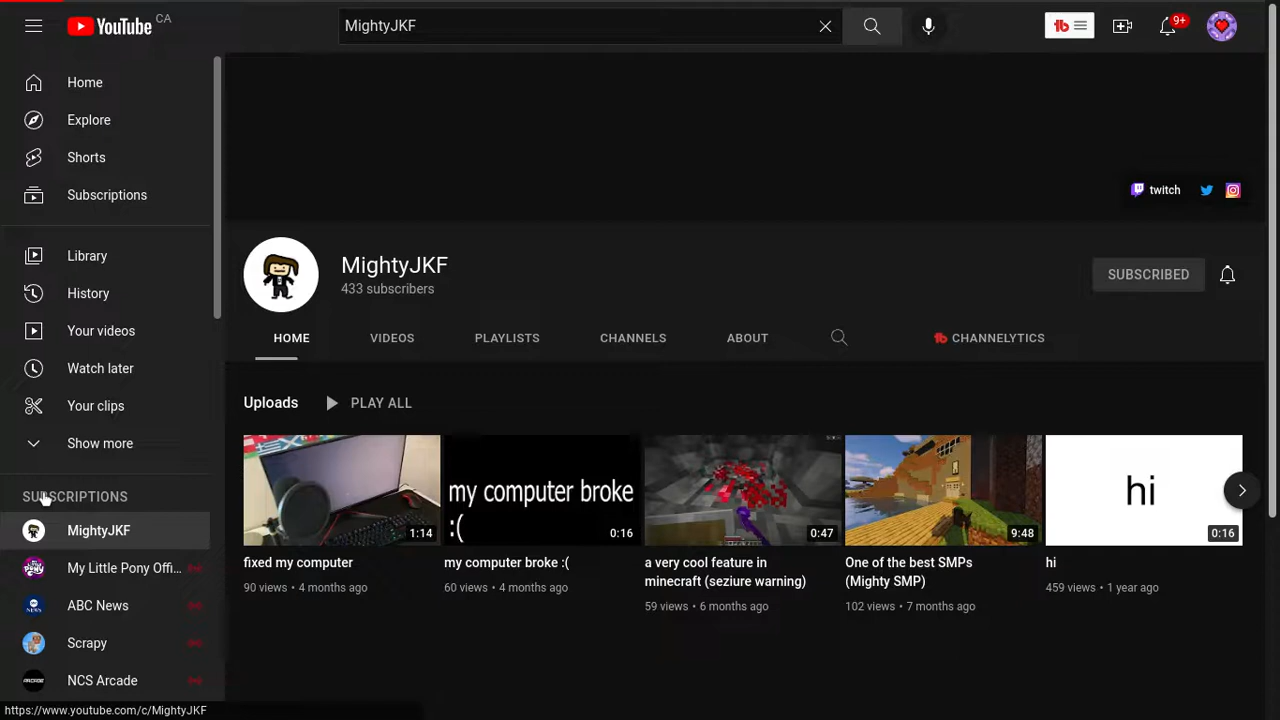 YouTube CA
MightyJKF
9+
Home
Explore
Shorts
Subscriptions
Library
History
Your videos
Watch later
Your clips
Show more
SUBSCRIPTIONS
MightyJKF
My Little Pony Offi...
ABC News
Scrapy
NCS Arcade
https://www.youtube.com/c/MightyJKF
twitch
MightyJKF
433 subscribers
SUBSCRIBED
HOME VIDEOS PLAYLISTS CHANNELS ABOUT CHANNELYTICS
Uploads PLAY ALL
my computer broke
:(
hi
1:14 0:16 0:47 9:48 0:16
fixed my computer
90 views • 4 months ago
my computer broke :(
60 views • 4 months ago
a very cool feature in
minecraft (seziure warning)
59 views • 6 months ago
One of the best SMPs
(Mighty SMP)
102 views • 7 months ago
hi
459 views • 1 year ago